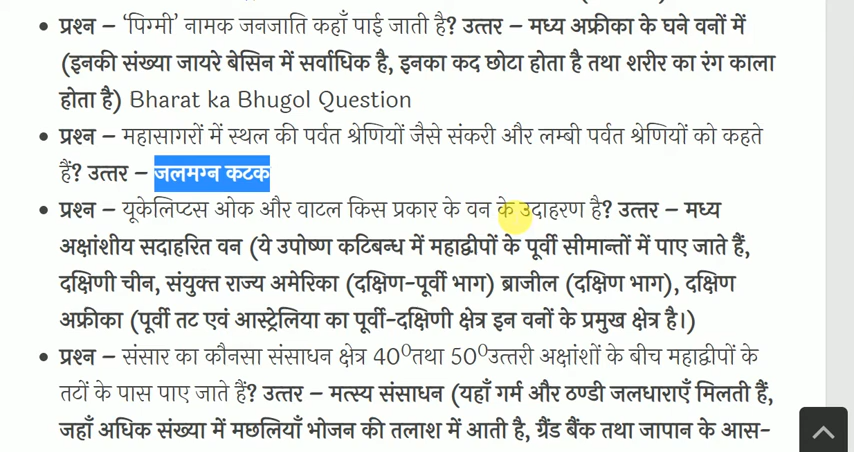 प्रश्न – ‘पिग्मी’ नामक जनजाति कहाँ पाई जाती है? उत्तर – मध्य अफ्रीका के घने वनों में
(इनकी संख्या जायरे बेसिन में सर्वाधिक है, इनका कद छोटा होता है तथा शरीर का रंग काला
होता है) Bharat ka Bhugol Question
प्रश्न – महासागरों में स्थल की पर्वत श्रेणियों जैसे संकरी और लम्बी पर्वत श्रेणियों को कहते
हैं? उत्तर – जलमग्न कटक
प्रश्न – यूकेलिप्टस ओक और वाटल किस प्रकार के वन के उदाहरण है? उत्तर – मध्य
अक्षांशीय सदाहरित वन (ये उपोष्ण कटिबन्ध में महाद्वीपों के पूर्वी सीमान्तों में पाए जाते हैं,
दक्षिणी चीन, संयुक्त राज्य अमेरिका (दक्षिण-पूर्वी भाग) ब्राजील (दक्षिण भाग), दक्षिण
अफ्रीका (पूर्वी तट एवं आस्ट्रेलिया का पूर्वी-दक्षिणी क्षेत्र इन वनों के प्रमुख क्षेत्र है।)
प्रश्न – संसार का कौनसा संसाधन क्षेत्र 40⁰तथा 50⁰उत्तरी अक्षांशों के बीच महाद्वीपों के
तटों के पास पाए जाते हैं? उत्तर – मत्स्य संसाधन (यहाँ गर्म और ठण्डी जलधाराएँ मिलती हैं,
जहाँ अधिक संख्या में मछलियाँ भोजन की तलाश में आती है, ग्रैंड बैंक तथा जापान के आस-